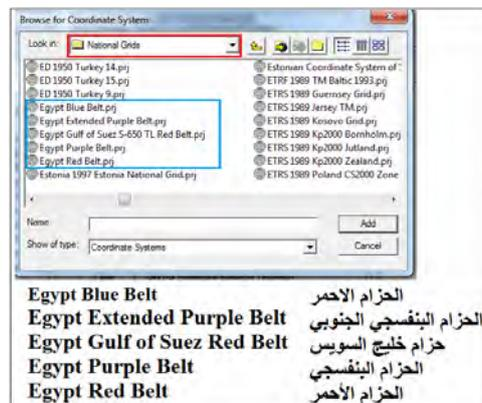 Browse for Coordinate System
Look in: National Grids
ED 1950 Turkey 14.prj
ED 1950 Turkey 15.prj
ED 1950 Turkey 9.prj
Egypt Blue Belt.prj
Egypt Extended Purple Belt.prj
Egypt Gulf of Suez S-650 TL Red Belt.prj
Egypt Purple Belt.prj
Egypt Red Belt.prj
Estonia 1997 Estonia National Grid.prj
Estonian Coordinate System of
ETRF 1989 TM Baltic 1993.prj
ETRS 1989 Guernsey Grid.prj
ETRS 1989 Jersey TM.prj
ETRS 1989 Kosovo Grid.prj
ETRS 1989 Kp2000 Bornholm.prj
ETRS 1989 Kp2000 Jutland.prj
ETRS 1989 Kp2000 Zealand.prj
ETRS 1989 Poland CS2000 Zone
Name:
Add
Show of type: Coordinate Systems
Cancel
Egypt Blue Belt الحزام الاحمر
Egypt Extended Purple Belt الحزام البنفسجي الجنوبي
Egypt Gulf of Suez Red Belt حزام خليج السويس
Egypt Purple Belt الحزام البنفسجي
Egypt Red Belt الحزام الأحمر